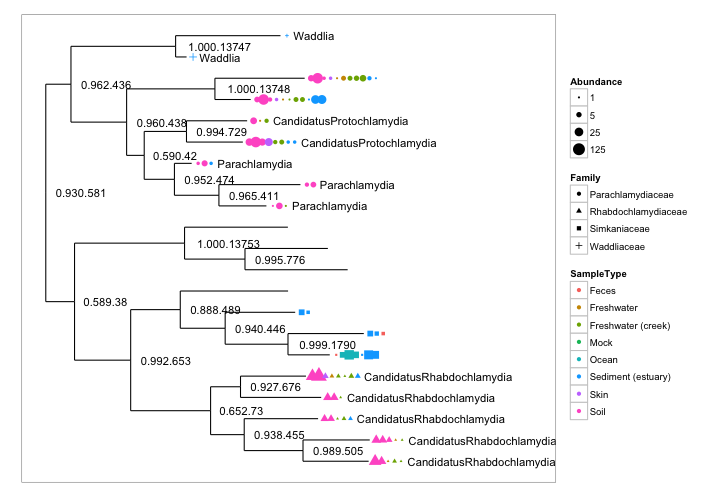 Waddlia
1.000.13747
Waddlia
0.962.436
1.000.13748
0.960.438
CandidatusProtochlamydia
0.994.729
CandidatusProtochlamydia
0.590.42
Parachlamydia
0.952.474
Parachlamydia
0.930.581
0.965.411
Parachlamydia
1.000.13753
0.995.776
0.589.38
0.888.489
0.940.446
0.999.1790
0.992.653
CandidatusRhabdochlamydia
0.927.676
CandidatusRhabdochlamydia
0.652.73
CandidatusRhabdochlamydia
0.938.455
CandidatusRhabdochlamydia
0.989.505
CandidatusRhabdochlamydia
Abundance
1
5
25
125
Family
Parachlamydiaceae
Rhabdochlamydiaceae
Simkaniaceae
Waddliaceae
SampleType
Feces
Freshwater
Freshwater (creek)
Mock
Ocean
Sediment (estuary)
Skin
Soil